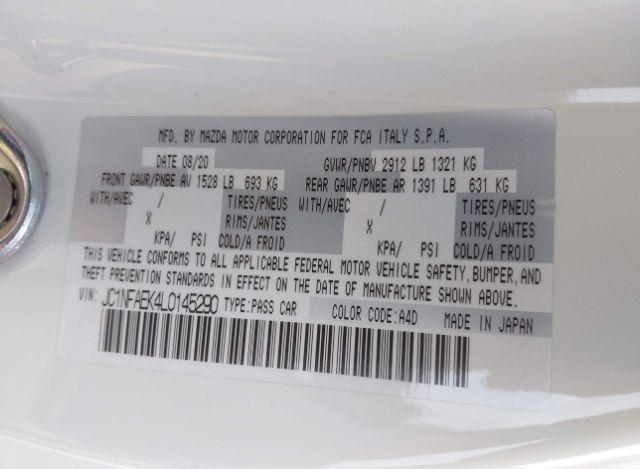 MFD. BY MAZDA MOTOR CORPORATION FOR FCA ITALY S.P.A.
DATE 08/20 GVWR/PNBV 2912 LB 1321 KG
FRONT GAWR/PNBE AV 1528 LB 693 KG REAR GAWR/PNBE AR 1391 LB 631 KG
WITH/AVEC / TIRES/PNEUS WITH/AVEC / TIRES/PNEUS
X RIMS/JANTES X RIMS/JANTES
KPA/ PSI COLD/A FROID KPA/ PSI COLD/A FROID
THIS VEHICLE CONFORMS TO ALL APPLICABLE FEDERAL MOTOR VEHICLE SAFETY, BUMPER, AND
THEFT PREVENTION STANDARDS IN EFFECT ON THE DATE OF MANUFACTURE SHOWN ABOVE.
VIN: JC1NFAEK4L0145290 TYPE:PASS CAR COLOR CODE:A4D MADE IN JAPAN